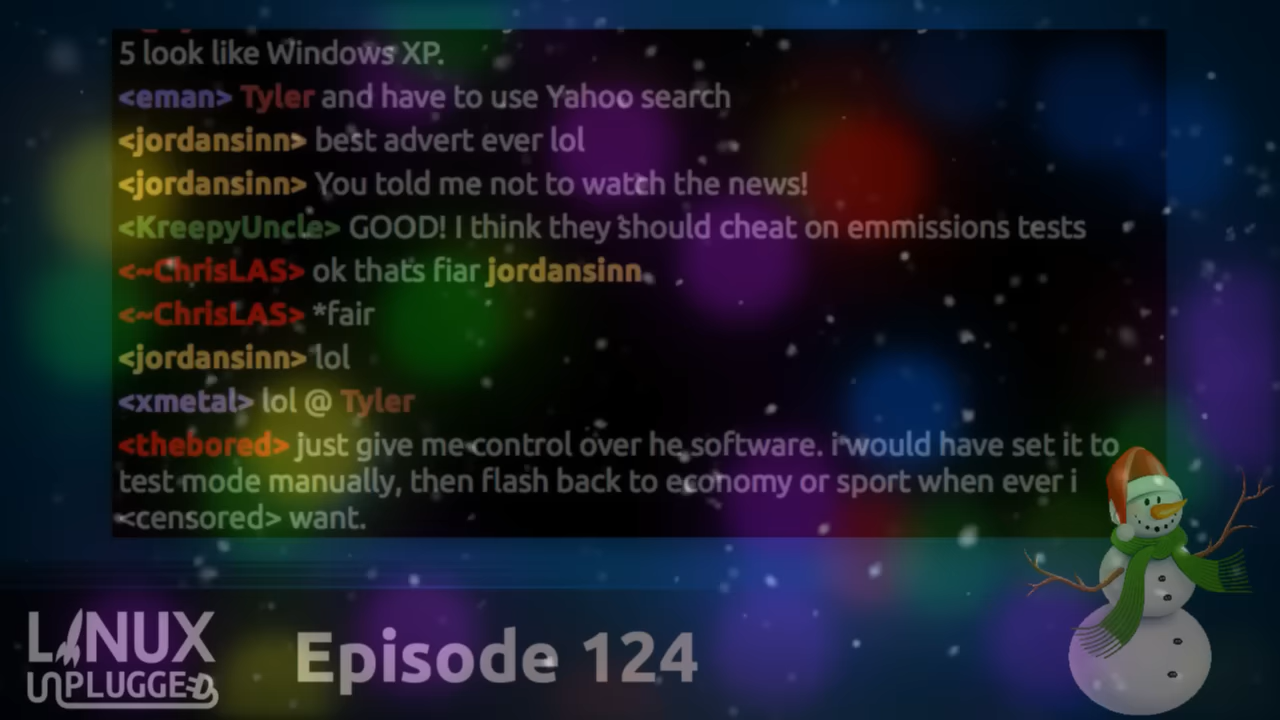 5 look like Windows XP.
<eman> Tyler and have to use Yahoo search
<jordansinn> best advert ever lol
<jordansinn> You told me not to watch the news!
<KreepyUncle> GOOD! I think they should cheat on emmissions tests
<~ChrisLAS> ok thats fiar jordansinn
<~ChrisLAS> *fair
<jordansinn> lol
<xmetal> lol @ Tyler
<thebored> just give me control over he software. i would have set it to
test mode manually, then flash back to economy or sport when ever i
<censored> want.
LINUX
UNPLUGGED
Episode 124